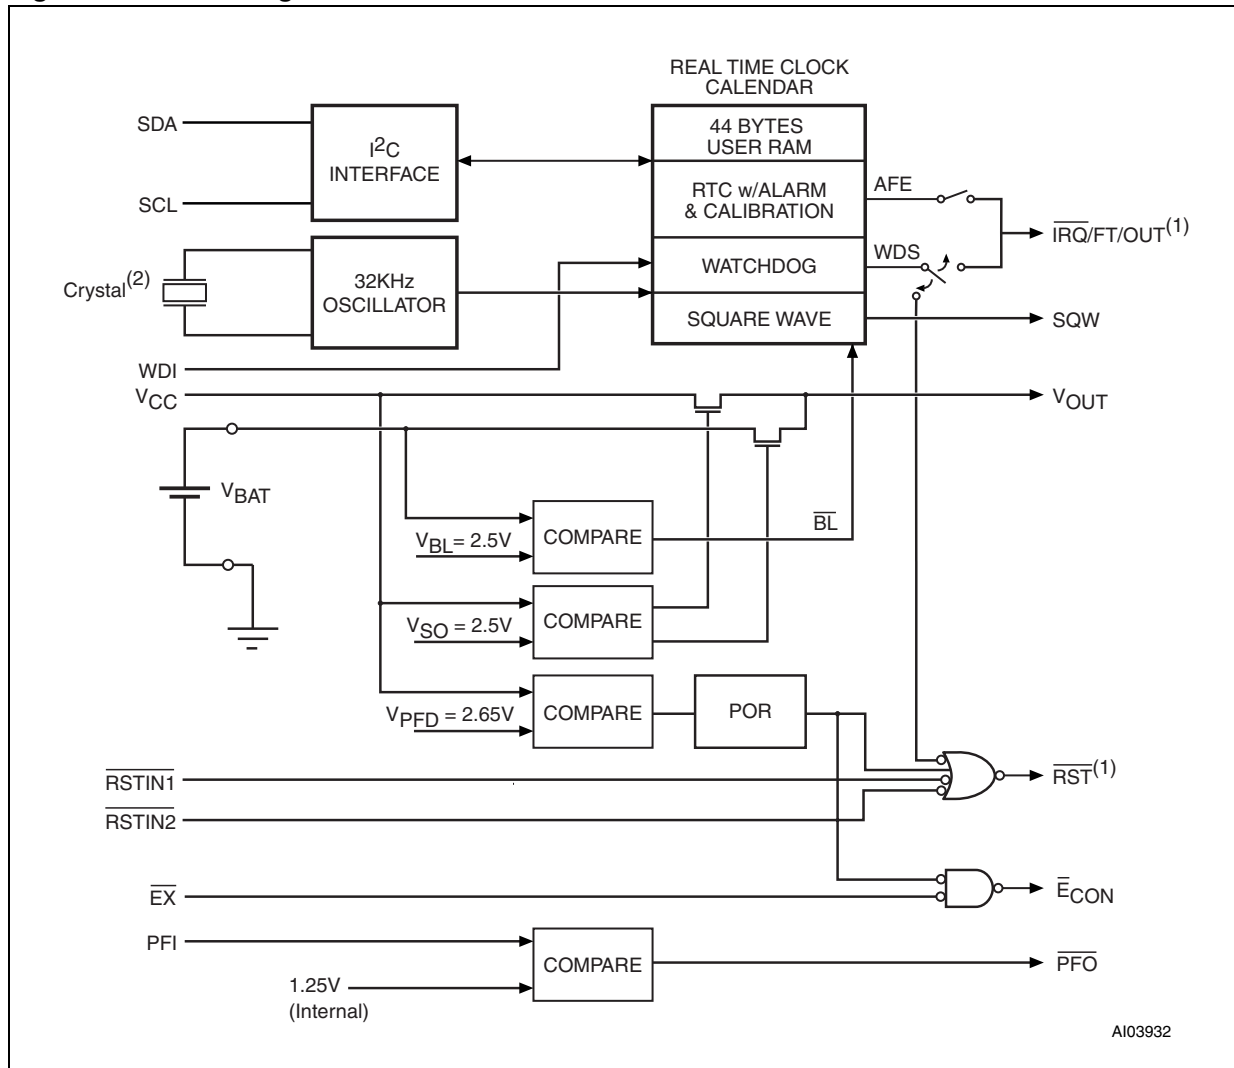 REAL TIME CLOCK
CALENDAR
SDA
SCL
I2C
INTERFACE
44 BYTES
USER RAM
RTC w/ALARM
& CALIBRATION
AFE
IRQ/FT/OUT(1)
WATCHDOG
WDS
Crystal(2)
32KHz
OSCILLATOR
SQUARE WAVE
SQW
WDI
VCC
VOUT
VBAT
VBL= 2.5V
COMPARE
BL
VSO = 2.5V
COMPARE
VPFD = 2.65V
COMPARE
POR
RSTIN1
RST(1)
RSTIN2
EX
ECON
PFI
COMPARE
PFO
1.25V
(Internal)
AI03932